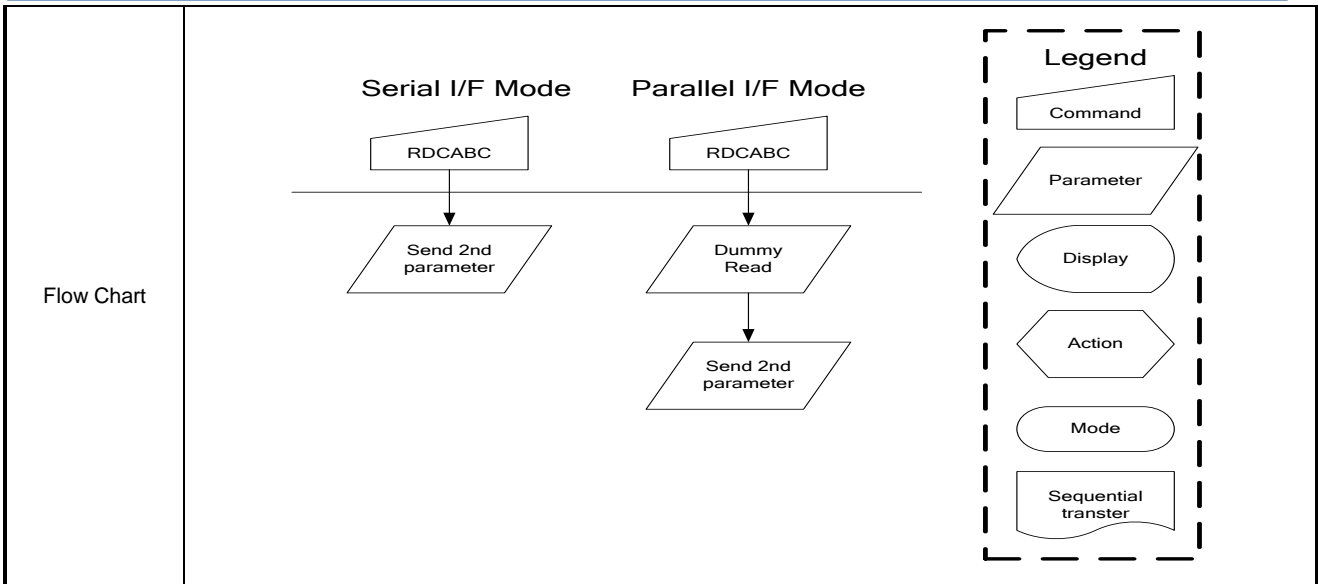 Flow Chart
Serial I/F Mode
RDCABC
Send 2nd
parameter
Parallel I/F Mode
RDCABC
Dummy
Read
Send 2nd
parameter
Legend
Command
Parameter
Display
Action
Mode
Sequential
transter